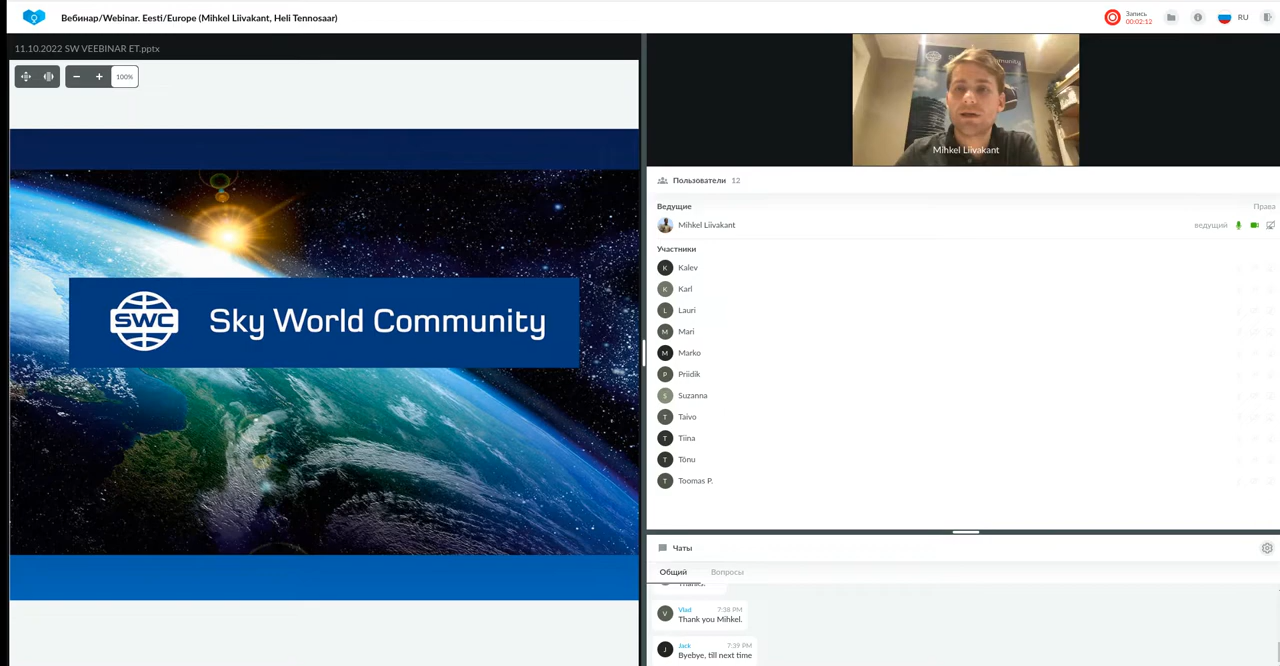 Вебинар/Webinar. Eesti/Europe (Mihkel Liivakant, Heli Tennosaar)
Запись
00:02:12
RU
11.10.2022 SW VEEBINAR ET.pptx
100%
SWC
Sky World Community
Mihkel Liivakant
Пользователи 12
Ведущие Права
Mihkel Liivakant ведущий
Участники
K Kalev
K Karl
L Lauri
M Mari
M Marko
P Priidik
S Suzanna
T Taivo
T Tiina
T Tõnu
T Toomas P.
Чаты
Общий Вопросы
Thanks.
V Vlad 7:38 PM
Thank you Mihkel.
J Jack 7:39 PM
Byebye, till next time